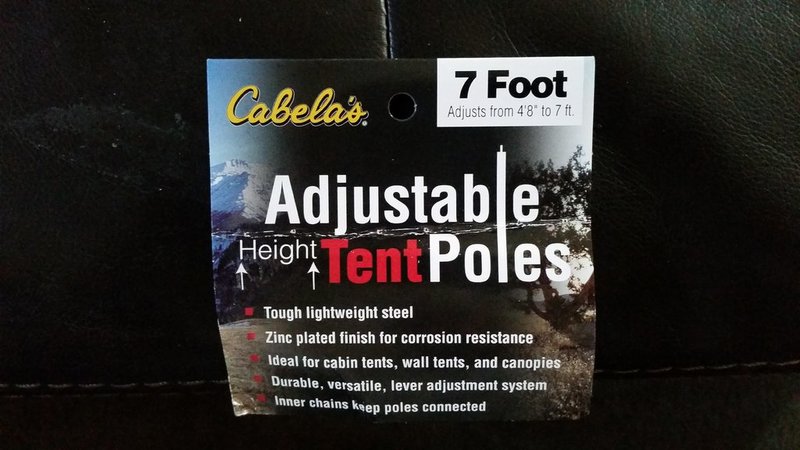 Cabela's®
7 Foot
Adjusts from 4'8" to 7 ft.
Adjustable
Height Tent Poles
Tough lightweight steel
Zinc plated finish for corrosion resistance
Ideal for cabin tents, wall tents, and canopies
Durable, versatile, lever adjustment system
Inner chains keep poles connected